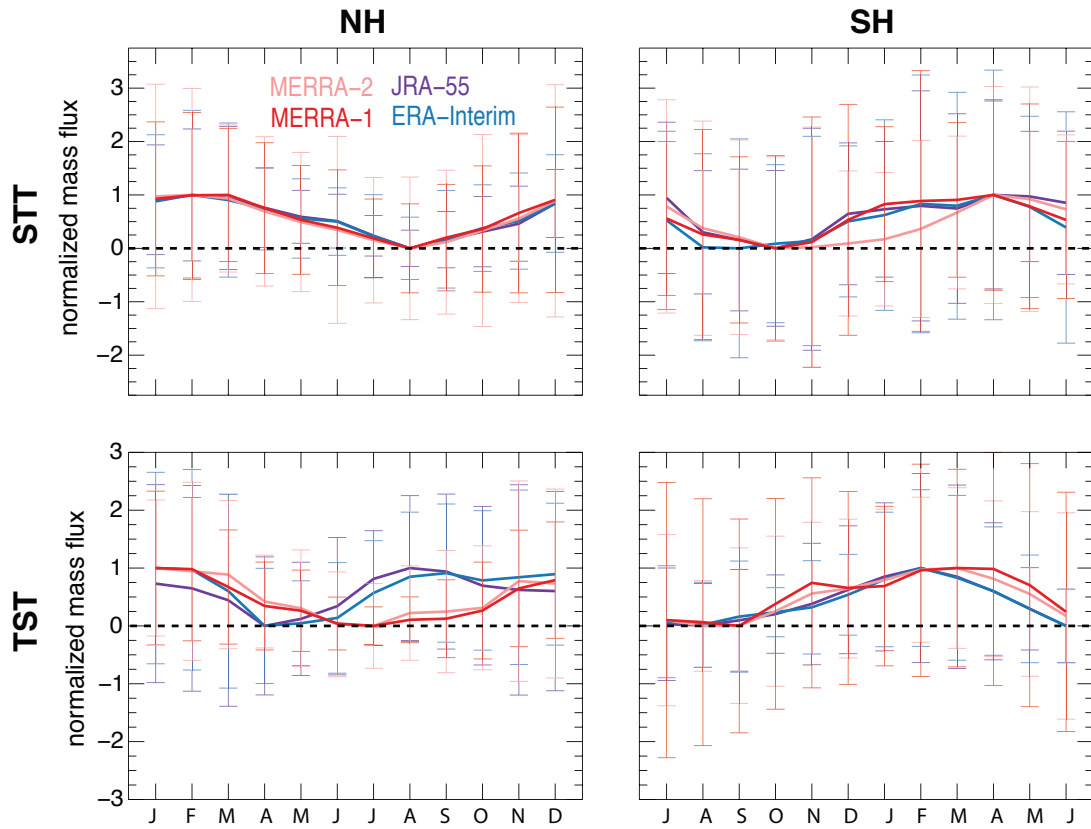 NH SH
MERRA−2 JRA−55
MERRA−1 ERA−Interim
STT
normalized mass flux
3
2
1
0
−1
−2
TST
normalized mass flux
3
2
1
0
−1
−2
−3
J F M A M J J A S O N D
J A S O N D J F M A M J